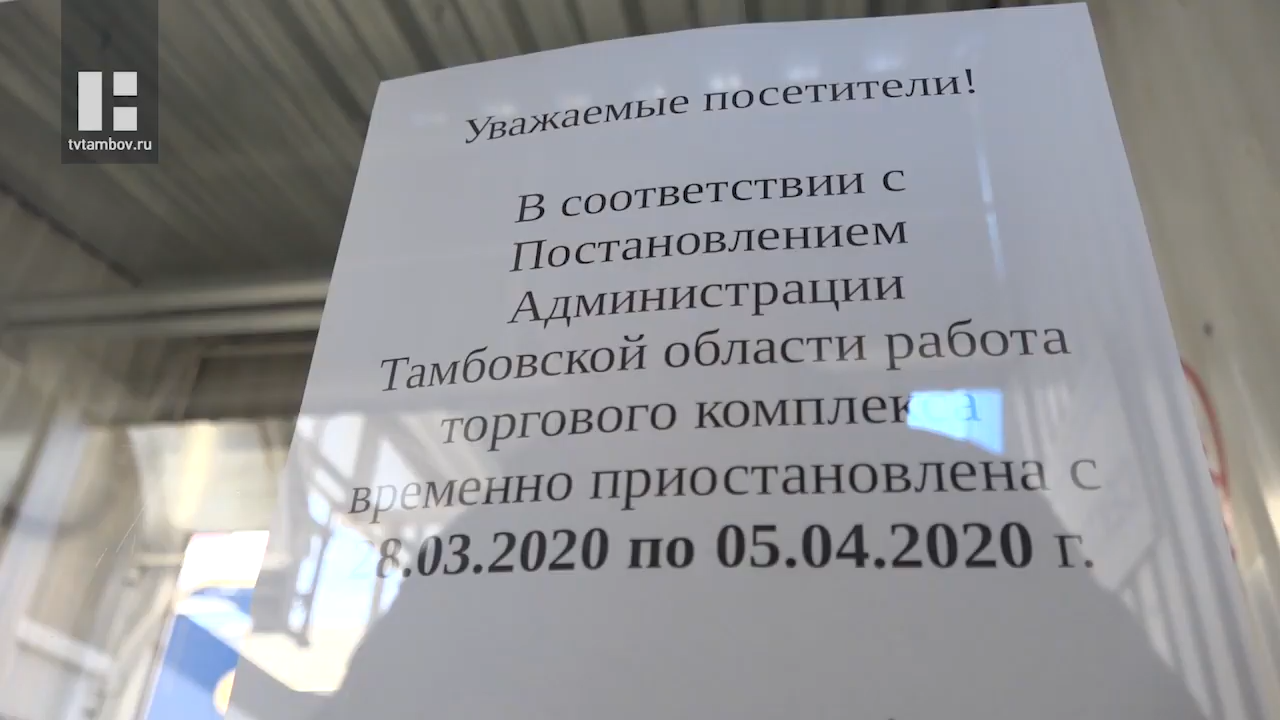 tvtambov.ru
Уважаемые посетители!
В соответствии с
Постановлением
Администрации
Тамбовской области работа
торгового комплекса
временно приостановлена с
8.03.2020 по 05.04.2020 г.